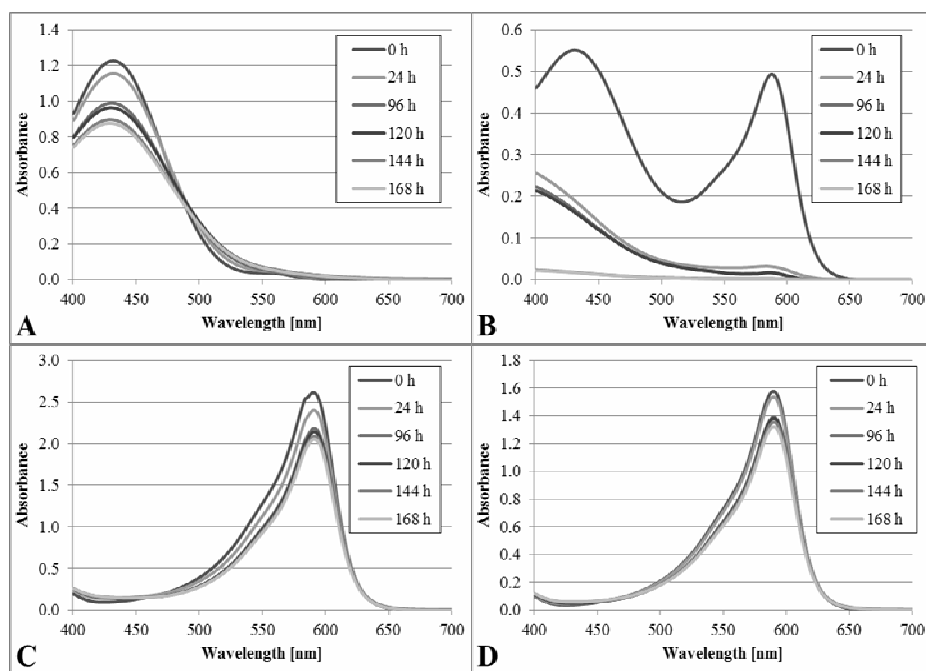 1.4
1.2
1.0
0.8
0.6
0.4
0.2
0.0
Absorbance
400 450 500 550 600 650 700
Wavelength [nm]
0 h
24 h
96 h
120 h
144 h
168 h
A
0.6
0.5
0.4
0.3
0.2
0.1
0.0
Absorbance
400 450 500 550 600 650 700
Wavelength [nm]
0 h
24 h
96 h
120 h
144 h
168 h
B
3.0
2.5
2.0
1.5
1.0
0.5
0.0
Absorbance
400 450 500 550 600 650 700
Wavelength [nm]
0 h
24 h
96 h
120 h
144 h
168 h
C
1.8
1.6
1.4
1.2
1.0
0.8
0.6
0.4
0.2
0.0
Absorbance
400 450 500 550 600 650 700
Wavelength [nm]
0 h
24 h
96 h
120 h
144 h
168 h
D